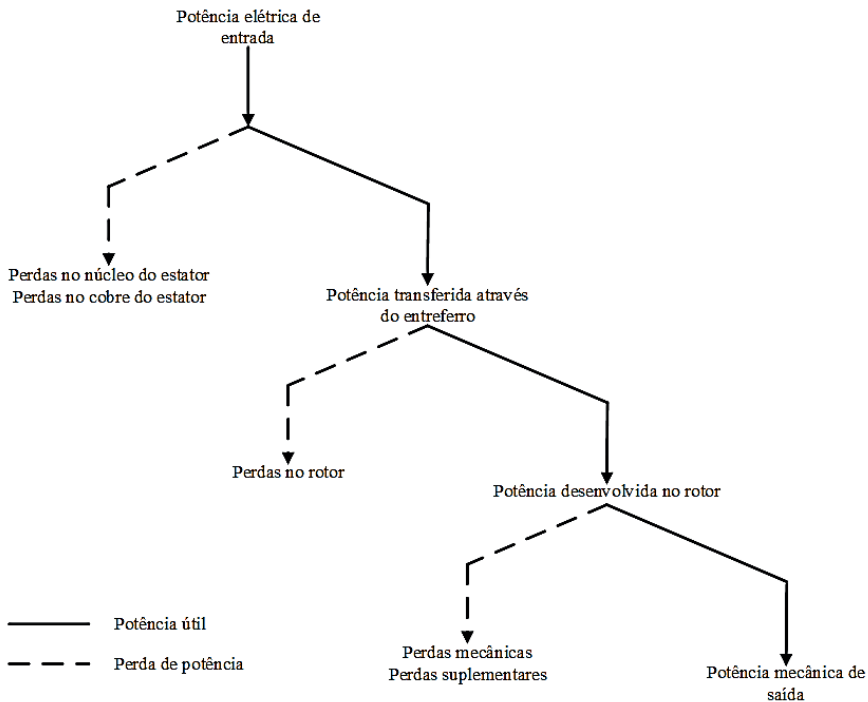 Potência elétrica de
entrada
Perdas no núcleo do estator
Perdas no cobre do estator
Potência transferida através
do entreferro
Perdas no rotor
Potência desenvolvida no rotor
Potência útil
Perda de potência
Perdas mecânicas
Perdas suplementares
Potência mecânica de
saída